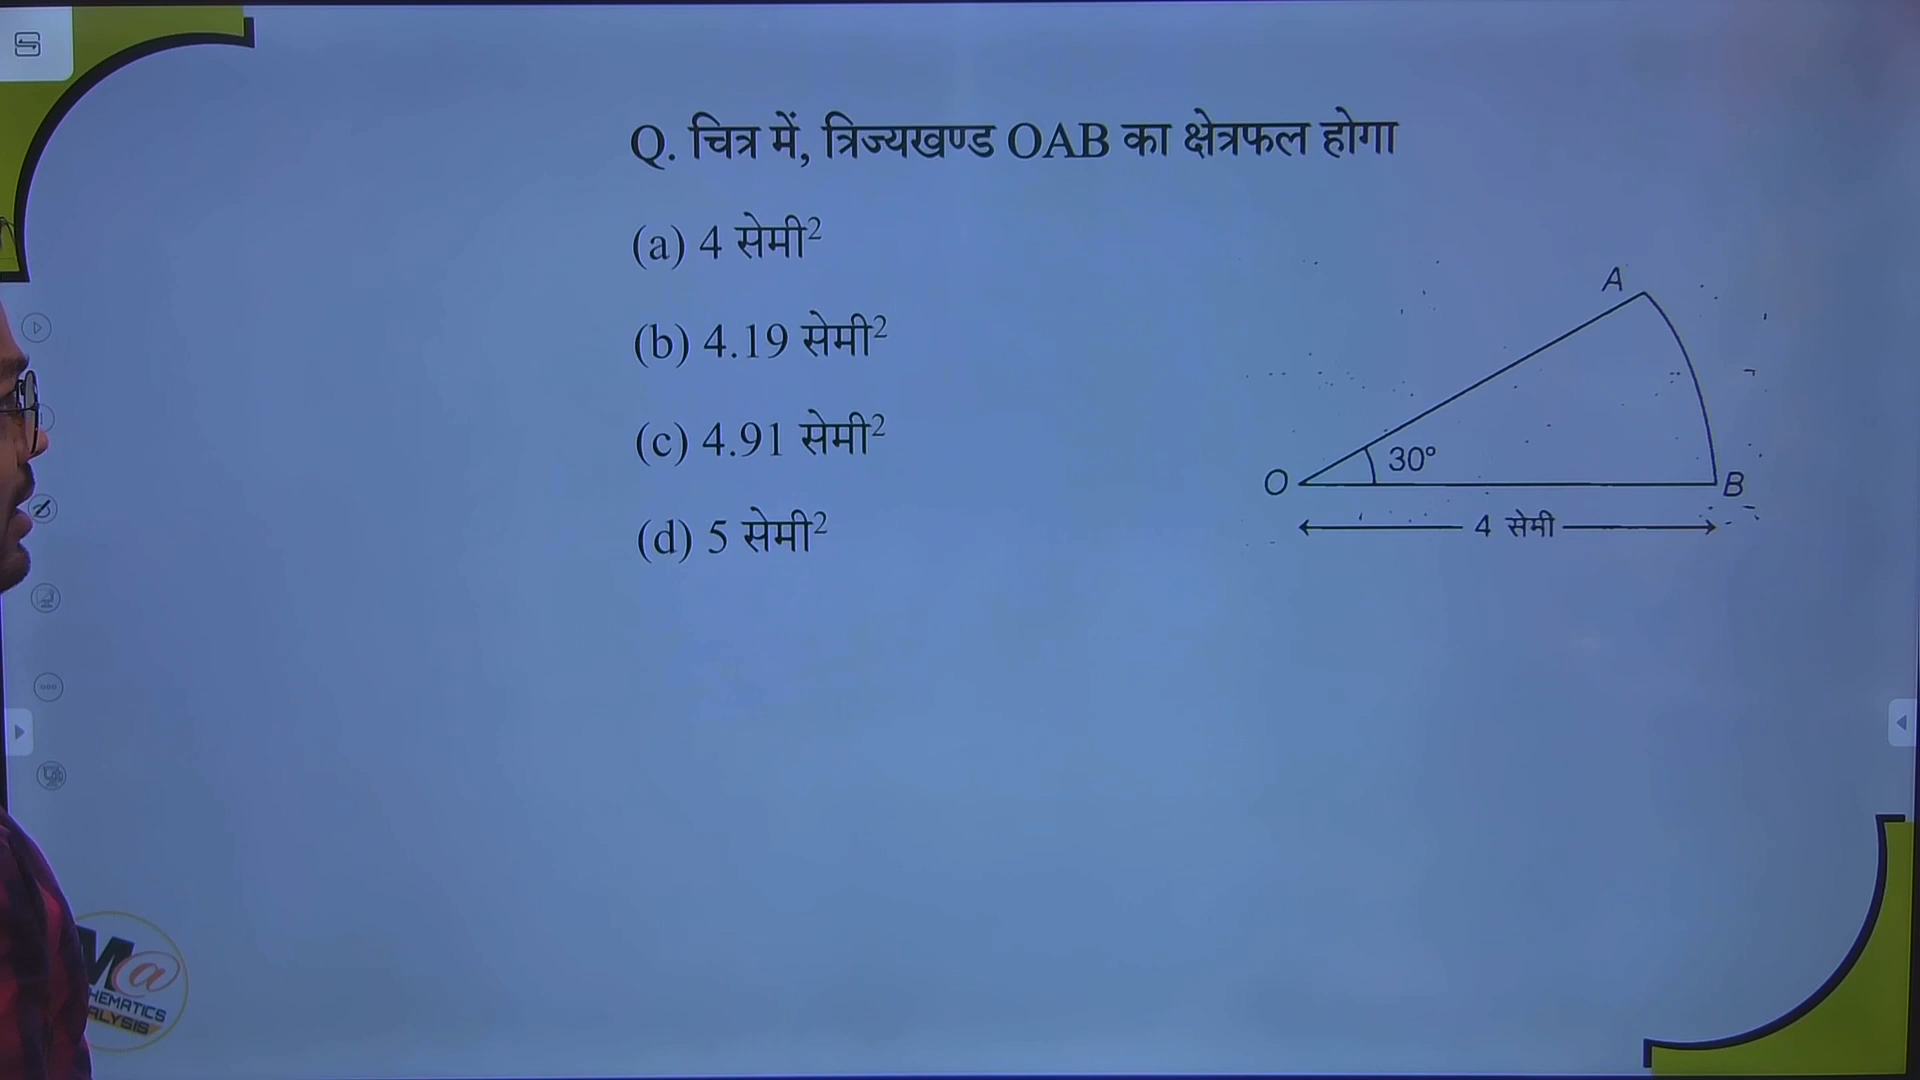 Q. चित्र में, त्रिज्यखण्ड OAB का क्षेत्रफल होगा
(a) 4 सेमी²
(b) 4.19 सेमी²
(c) 4.91 सेमी²
(d) 5 सेमी²
A
30°
O
B
4 सेमी